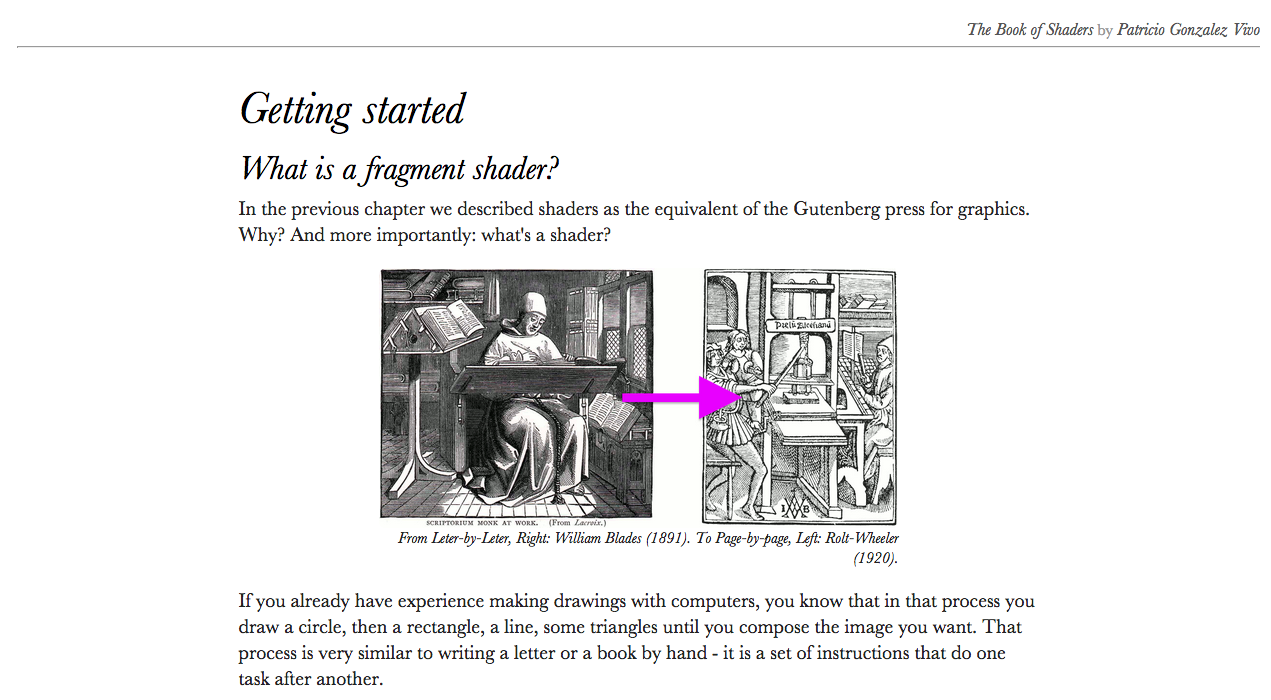 The Book of Shaders by Patricio Gonzalez Vivo
Getting started
What is a fragment shader?
In the previous chapter we described shaders as the equivalent of the Gutenberg press for graphics.
Why? And more importantly: what's a shader?
SCRIPTORIUM MONK AT WORK. (From Lacroix.)
From Leter-by-Leter, Right: William Blades (1891). To Page-by-page, Left: Rolt-Wheeler
(1920).
If you already have experience making drawings with computers, you know that in that process you
draw a circle, then a rectangle, a line, some triangles until you compose the image you want. That
process is very similar to writing a letter or a book by hand - it is a set of instructions that do one
task after another.